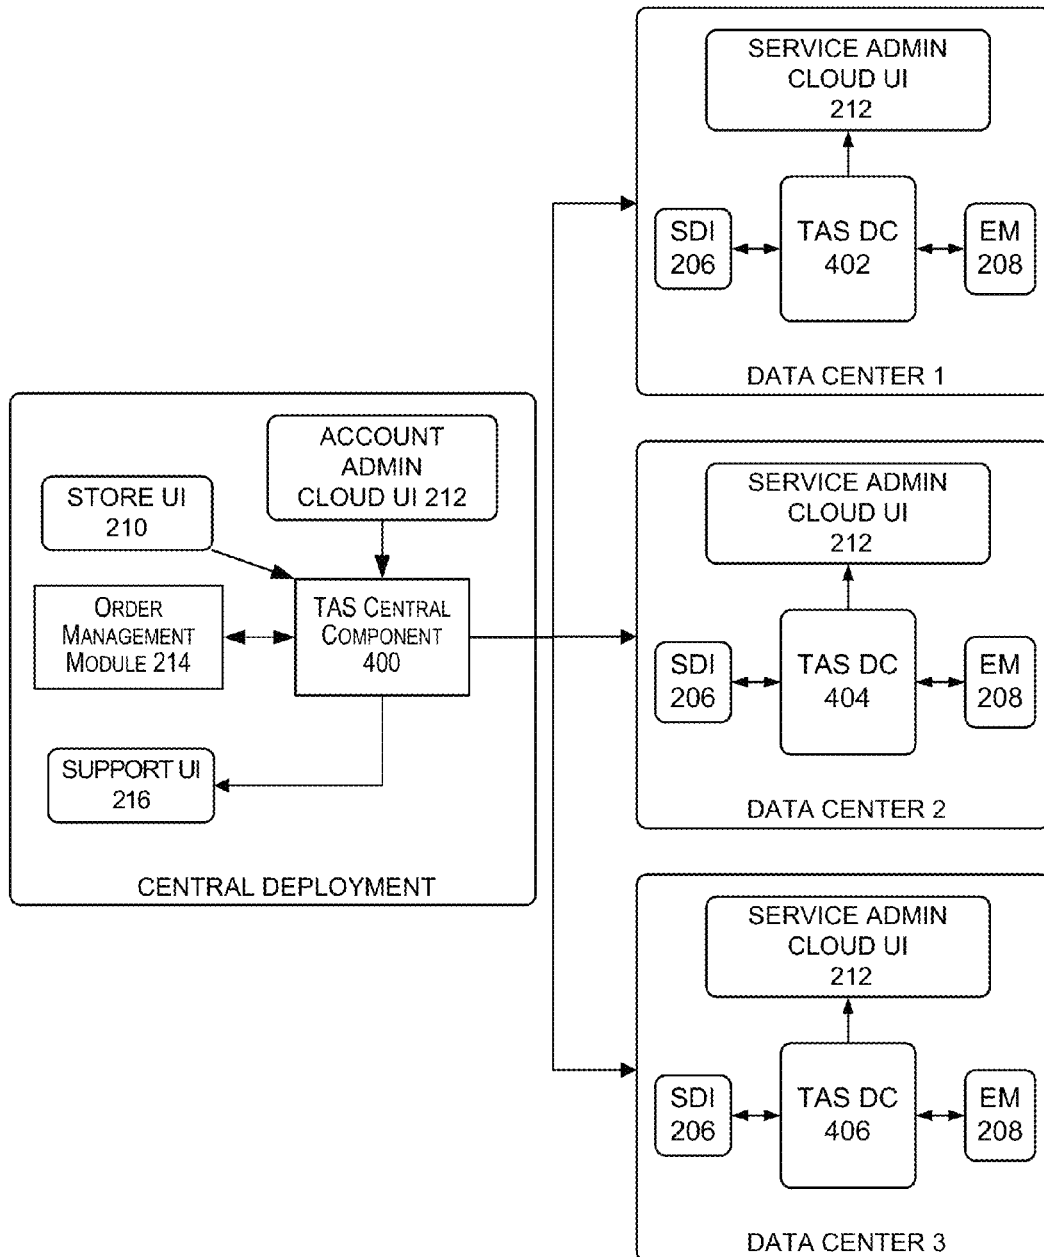 SERVICE ADMIN
CLOUD UI
212
SDI
206
TAS DC
402
EM
208
DATA CENTER 1
ACCOUNT
ADMIN
CLOUD UI 212
STORE UI
210
ORDER
MANAGEMENT
MODULE 214
TAS CENTRAL
COMPONENT
400
SUPPORT UI
216
CENTRAL DEPLOYMENT
SERVICE ADMIN
CLOUD UI
212
SDI
206
TAS DC
404
EM
208
DATA CENTER 2
SERVICE ADMIN
CLOUD UI
212
SDI
206
TAS DC
406
EM
208
DATA CENTER 3